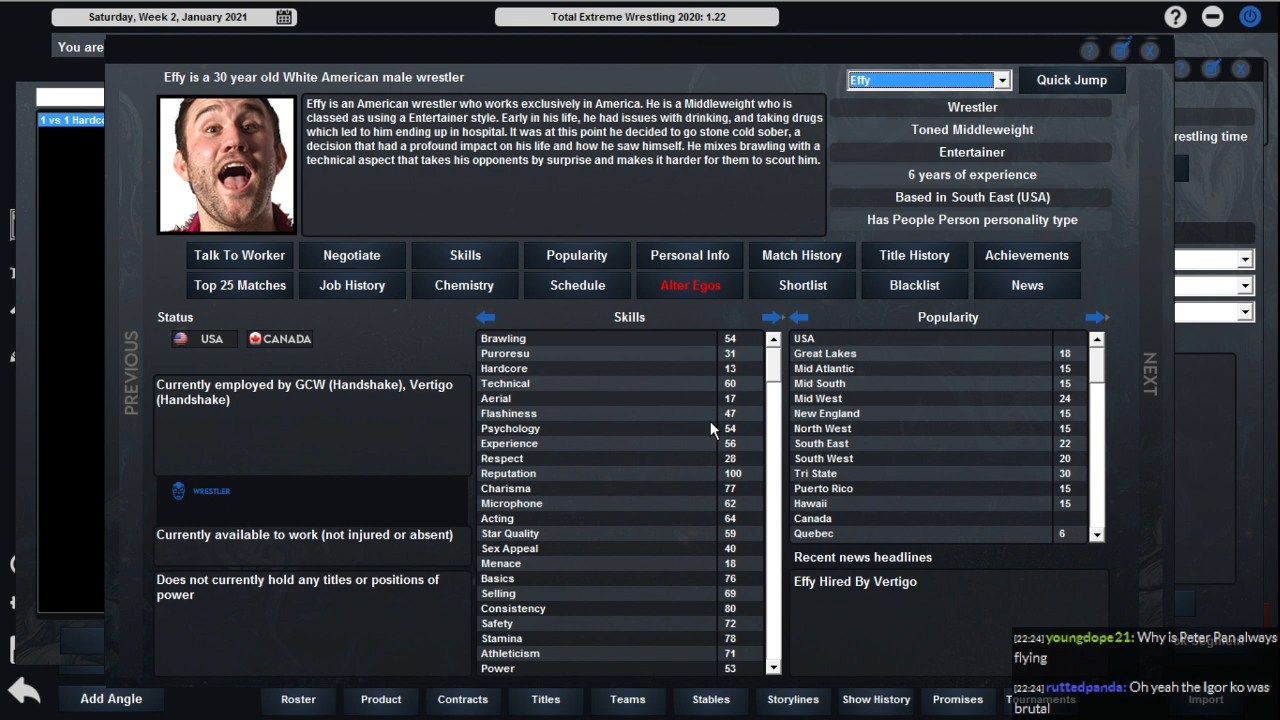 Saturday, Week 2, January 2021
Total Extreme Wrestling 2020: 1.22
?
You are
Effy is a 30 year old White American male wrestler
Effy
Quick Jump
1 vs 1 Hardco
Effy is an American wrestler who works exclusively in America. He is a Middleweight who is
classed as using a Entertainer style. Early in his life, he had issues with drinking, and taking drugs
which led to him ending up in hospital. It was at this point he decided to go stone cold sober, a
decision that had a profound impact on his life and how he saw himself. He mixes brawling with a
technical aspect that takes his opponents by surprise and makes it harder for them to scout him.
Wrestler
Toned Middleweight
Entertainer
6 years of experience
Based in South East (USA)
Has People Person personality type
restling time
Talk To Worker
Negotiate
Skills
Popularity
Personal Info
Match History
Title History
Achievements
Top 25 Matches
Job History
Chemistry
Schedule
Alter Egos
Shortlist
Blacklist
News
PREVIOUS
NEXT
Status
USA
CANADA
Currently employed by GCW (Handshake), Vertigo
(Handshake)
WRESTLER
Currently available to work (not injured or absent)
Does not currently hold any titles or positions of
power
Skills
Brawling 54
Puroresu 31
Hardcore 13
Technical 60
Aerial 17
Flashiness 47
Psychology 54
Experience 56
Respect 28
Reputation 100
Charisma 77
Microphone 62
Acting 64
Star Quality 59
Sex Appeal 40
Menace 18
Basics 76
Selling 69
Consistency 80
Safety 72
Stamina 78
Athleticism 71
Power 53
Popularity
USA
Great Lakes 18
Mid Atlantic 15
Mid South 15
Mid West 24
New England 15
North West 15
South East 22
South West 20
Tri State 30
Puerto Rico 15
Hawaii 15
Canada
Quebec 6
Recent news headlines
Effy Hired By Vertigo
[22:24] youngdope21: Why is Peter Pan always
flying
[22:24] ruttedpanda: Oh yeah the Igor ko was
brutal
Add Angle
Roster
Product
Contracts
Titles
Teams
Stables
Storylines
Show History
Promises
Tournaments
Import